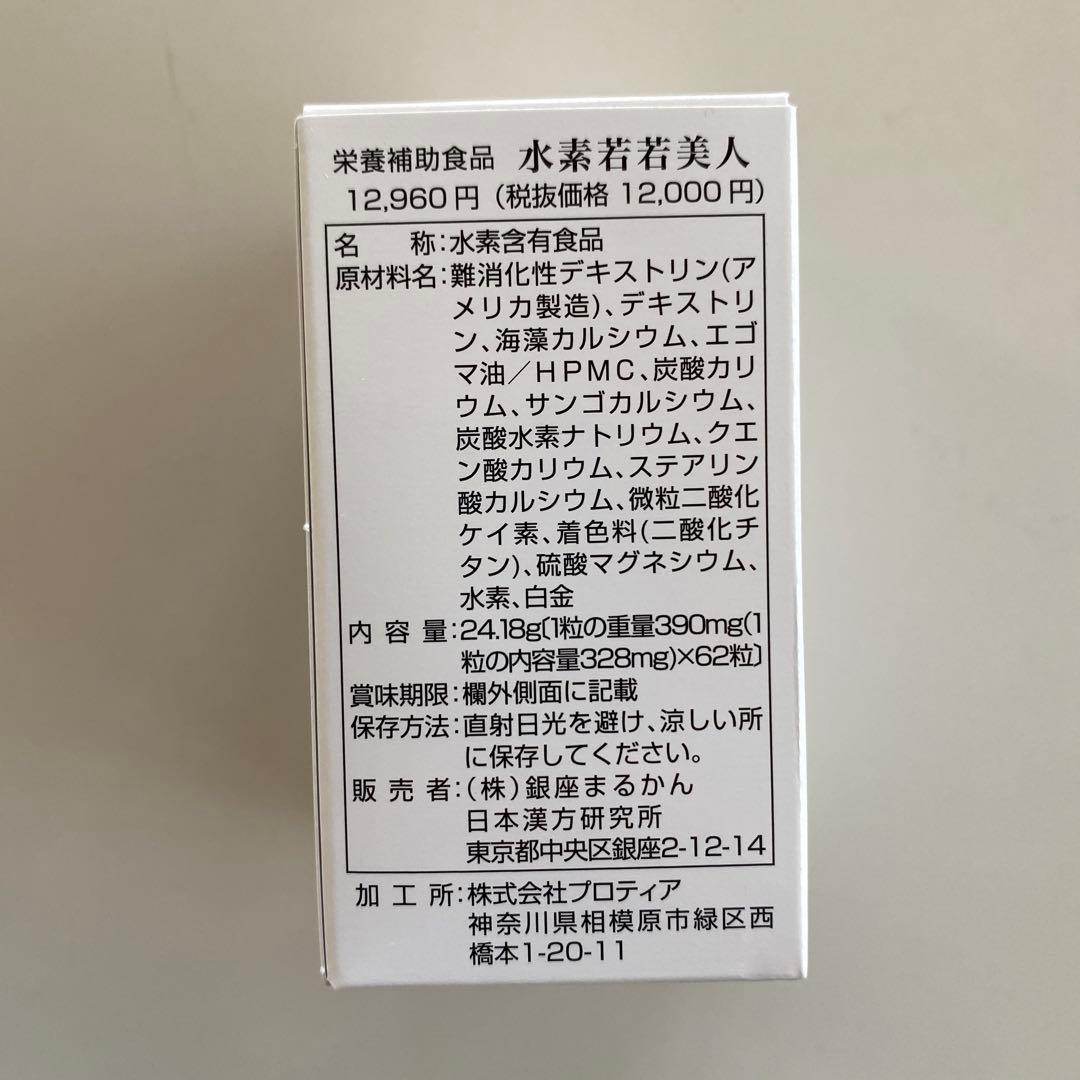 栄養補助食品 水素若若美人
12,960円（税抜価格 12,000円）
名　　称:水素含有食品
原材料名:難消化性デキストリン(ア
メリカ製造)、デキストリ
ン、海藻カルシウム、エゴ
マ油／HPMC、炭酸カリ
ウム、サンゴカルシウム、
炭酸水素ナトリウム、クエ
ン酸カリウム、ステアリン
酸カルシウム、微粒二酸化
ケイ素、着色料(二酸化チ
タン)、硫酸マグネシウム、
水素、白金
内 容 量:24.18g〔1粒の重量390mg(1
粒の内容量328mg)×62粒〕
賞味期限:欄外側面に記載
保存方法:直射日光を避け、涼しい所
に保存してください。
販 売 者:(株)銀座まるかん
日本漢方研究所
東京都中央区銀座2-12-14
加 工 所:株式会社プロティア
神奈川県相模原市緑区西
橋本1-20-11